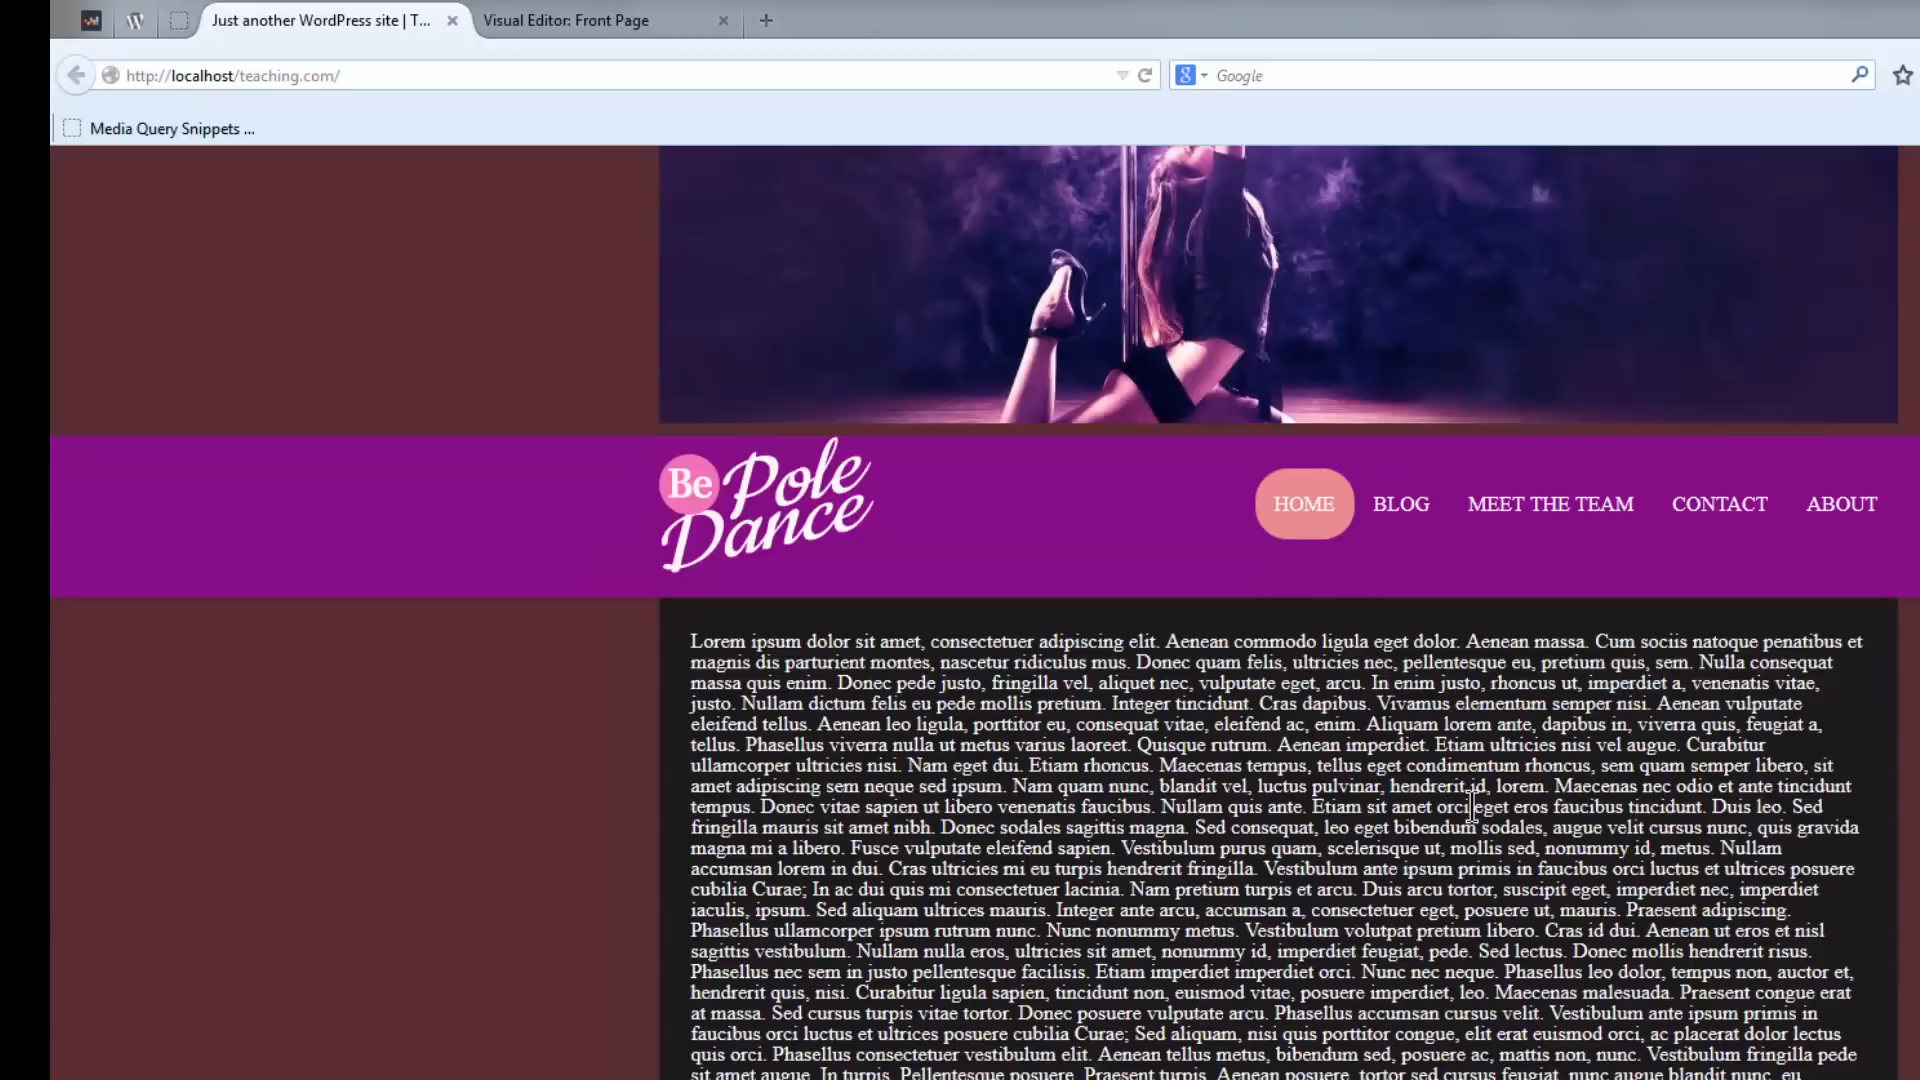 Just another WordPress site | T...
Visual Editor: Front Page
http://localhost/teaching.com/
Google
Media Query Snippets ...
Be Pole
Dance
HOME
BLOG
MEET THE TEAM
CONTACT
ABOUT
Lorem ipsum dolor sit amet, consectetuer adipiscing elit. Aenean commodo ligula eget dolor. Aenean massa. Cum sociis natoque penatibus et
magnis dis parturient montes, nascetur ridiculus mus. Donec quam felis, ultricies nec, pellentesque eu, pretium quis, sem. Nulla consequat
massa quis enim. Donec pede justo, fringilla vel, aliquet nec, vulputate eget, arcu. In enim justo, rhoncus ut, imperdiet a, venenatis vitae,
justo. Nullam dictum felis eu pede mollis pretium. Integer tincidunt. Cras dapibus. Vivamus elementum semper nisi. Aenean vulputate
eleifend tellus. Aenean leo ligula, porttitor eu, consequat vitae, eleifend ac, enim. Aliquam lorem ante, dapibus in, viverra quis, feugiat a,
tellus. Phasellus viverra nulla ut metus varius laoreet. Quisque rutrum. Aenean imperdiet. Etiam ultricies nisi vel augue. Curabitur
ullamcorper ultricies nisi. Nam eget dui. Etiam rhoncus. Maecenas tempus, tellus eget condimentum rhoncus, sem quam semper libero, sit
amet adipiscing sem neque sed ipsum. Nam quam nunc, blandit vel, luctus pulvinar, hendrerit id, lorem. Maecenas nec odio et ante tincidunt
tempus. Donec vitae sapien ut libero venenatis faucibus. Nullam quis ante. Etiam sit amet orci eget eros faucibus tincidunt. Duis leo. Sed
fringilla mauris sit amet nibh. Donec sodales sagittis magna. Sed consequat, leo eget bibendum sodales, augue velit cursus nunc, quis gravida
magna mi a libero. Fusce vulputate eleifend sapien. Vestibulum purus quam, scelerisque ut, mollis sed, nonummy id, metus. Nullam
accumsan lorem in dui. Cras ultricies mi eu turpis hendrerit fringilla. Vestibulum ante ipsum primis in faucibus orci luctus et ultrices posuere
cubilia Curae; In ac dui quis mi consectetuer lacinia. Nam pretium turpis et arcu. Duis arcu tortor, suscipit eget, imperdiet nec, imperdiet
iaculis, ipsum. Sed aliquam ultrices mauris. Integer ante arcu, accumsan a, consectetuer eget, posuere ut, mauris. Praesent adipiscing.
Phasellus ullamcorper ipsum rutrum nunc. Nunc nonummy metus. Vestibulum volutpat pretium libero. Cras id dui. Aenean ut eros et nisl
sagittis vestibulum. Nullam nulla eros, ultricies sit amet, nonummy id, imperdiet feugiat, pede. Sed lectus. Donec mollis hendrerit risus.
Phasellus nec sem in justo pellentesque facilisis. Etiam imperdiet imperdiet orci. Nunc nec neque. Phasellus leo dolor, tempus non, auctor et,
hendrerit quis, nisi. Curabitur ligula sapien, tincidunt non, euismod vitae, posuere imperdiet, leo. Maecenas malesuada. Praesent congue erat
at massa. Sed cursus turpis vitae tortor. Donec posuere vulputate arcu. Phasellus accumsan cursus velit. Vestibulum ante ipsum primis in
faucibus orci luctus et ultrices posuere cubilia Curae; Sed aliquam, nisi quis porttitor congue, elit erat euismod orci, ac placerat dolor lectus
quis orci. Phasellus consectetuer vestibulum elit. Aenean tellus metus, bibendum sed, posuere ac, mattis non, nunc. Vestibulum fringilla pede
sit amet augue. In turpis. Pellentesque posuere. Praesent turpis. Aenean posuere, tortor sed cursus feugiat, nunc augue blandit nunc, eu